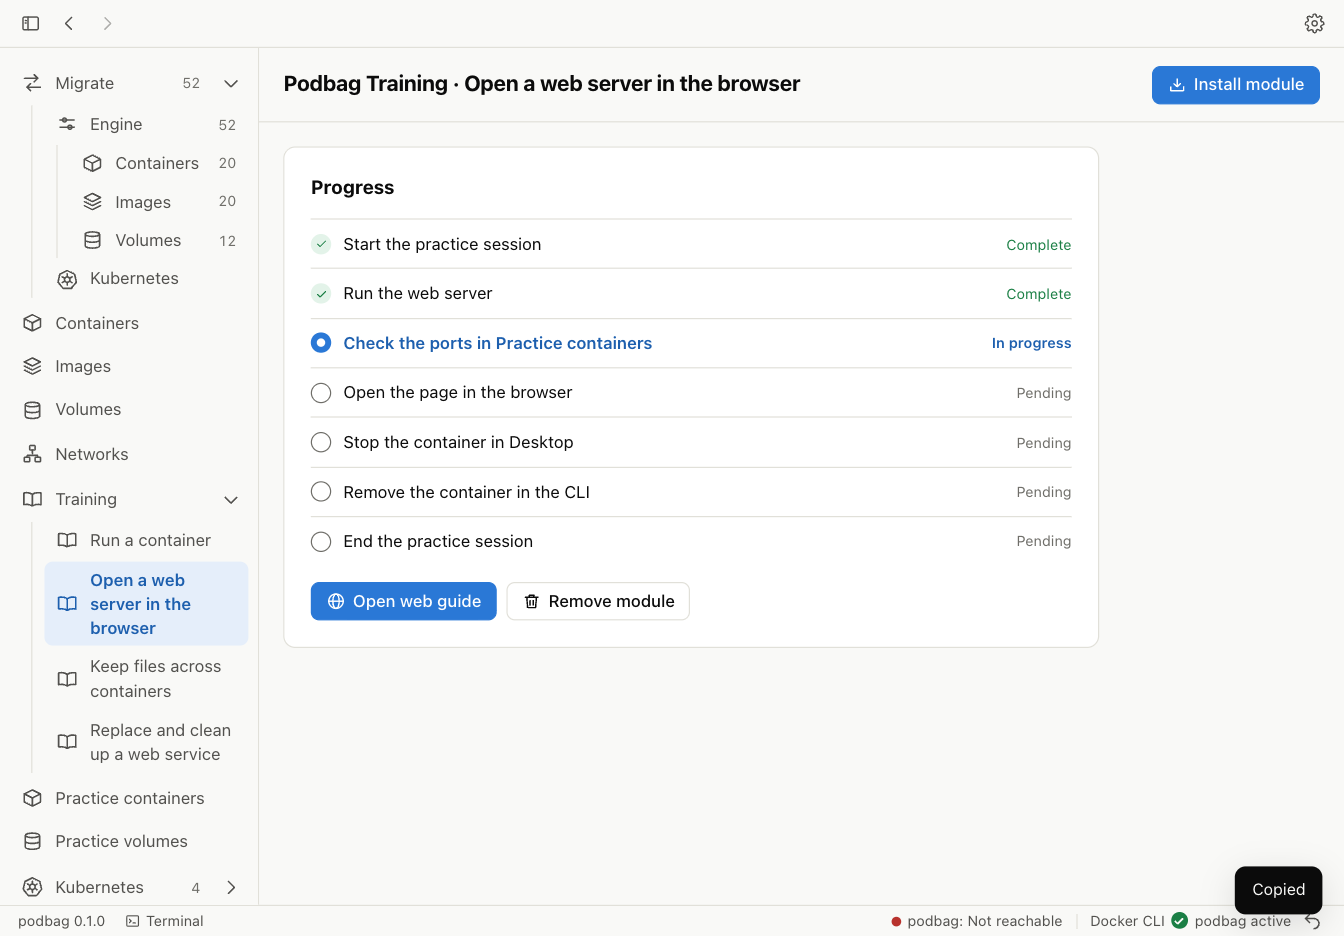 Migrate 52
Engine 52
Containers 20
Images 20
Volumes 12
Kubernetes
Containers
Images
Volumes
Networks
Training
Run a container
Open a web
server in the
browser
Keep files across
containers
Replace and clean
up a web service
Practice containers
Practice volumes
Kubernetes 4
Podbag Training · Open a web server in the browser
Install module
Progress
Start the practice session Complete
Run the web server Complete
Check the ports in Practice containers In progress
Open the page in the browser Pending
Stop the container in Desktop Pending
Remove the container in the CLI Pending
End the practice session Pending
Open web guide Remove module
Copied
podbag 0.1.0 Terminal podbag: Not reachable Docker CLI podbag active